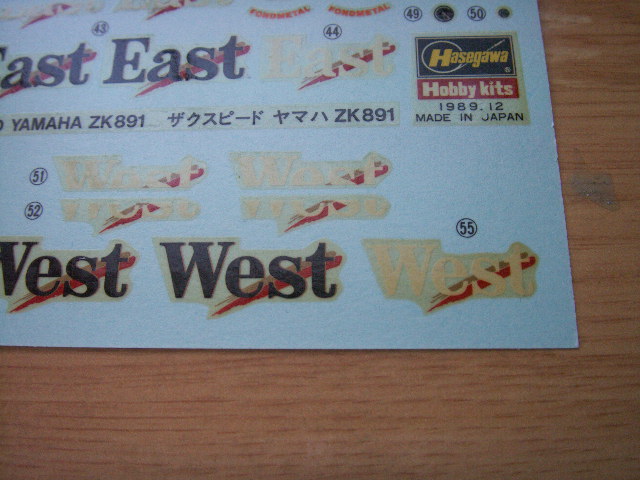 FONDMETAL FONDMETAL 49 50
43 44
East East East
Hasegawa
Hobby kits
1989.12
MADE IN JAPAN
YAMAHA ZK891 ザクスピード ヤマハ ZK891
51 West West
52
55
West West West